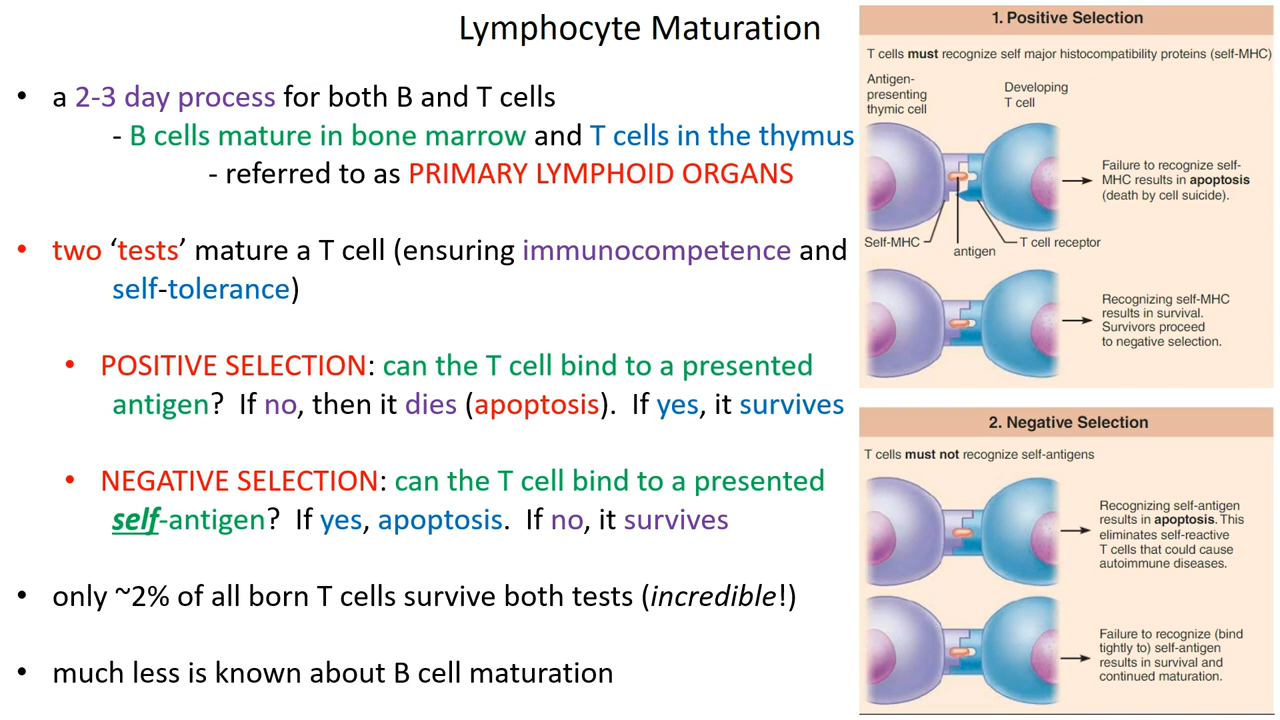 Lymphocyte Maturation
• a 2-3 day process for both B and T cells
- B cells mature in bone marrow and T cells in the thymus
- referred to as PRIMARY LYMPHOID ORGANS
• two ‘tests’ mature a T cell (ensuring immunocompetence and
self-tolerance)
• POSITIVE SELECTION: can the T cell bind to a presented
antigen? If no, then it dies (apoptosis). If yes, it survives
• NEGATIVE SELECTION: can the T cell bind to a presented
self-antigen? If yes, apoptosis. If no, it survives
• only ~2% of all born T cells survive both tests (incredible!)
• much less is known about B cell maturation
1. Positive Selection
T cells must recognize self major histocompatibility proteins (self-MHC)
Antigen-
presenting
thymic cell
Developing
T cell
Failure to recognize self-
MHC results in apoptosis
(death by cell suicide).
Self-MHC
antigen
T cell receptor
Recognizing self-MHC
results in survival.
Survivors proceed
to negative selection.
2. Negative Selection
T cells must not recognize self-antigens
Recognizing self-antigen
results in apoptosis. This
eliminates self-reactive
T cells that could cause
autoimmune diseases.
Failure to recognize (bind
tightly to) self-antigen
results in survival and
continued maturation.